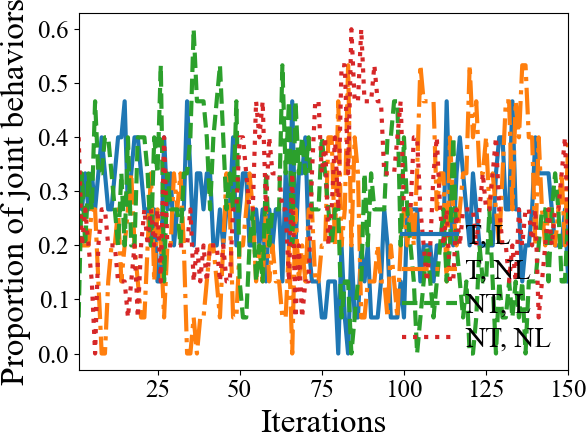 Proportion of joint behaviors
0.6
0.5
0.4
0.3
0.2
0.1
0.0
T, L
T, NL
NT, L
NT, NL
25
50
75
100
125
150
Iterations